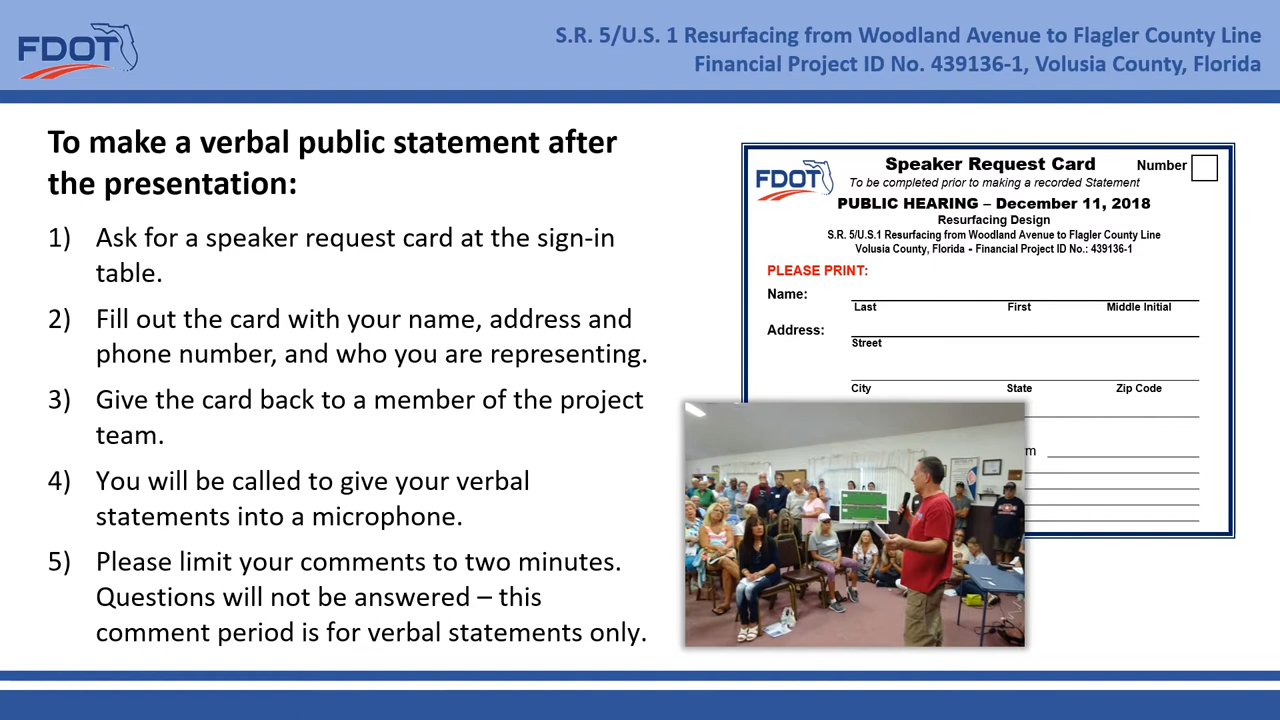 FDOT
S.R. 5/U.S. 1 Resurfacing from Woodland Avenue to Flagler County Line
Financial Project ID No. 439136-1, Volusia County, Florida
To make a verbal public statement after
the presentation:
1) Ask for a speaker request card at the sign-in
table.
2) Fill out the card with your name, address and
phone number, and who you are representing.
3) Give the card back to a member of the project
team.
4) You will be called to give your verbal
statements into a microphone.
5) Please limit your comments to two minutes.
Questions will not be answered – this
comment period is for verbal statements only.
FDOT
Speaker Request Card
Number
To be completed prior to making a recorded Statement
PUBLIC HEARING – December 11, 2018
Resurfacing Design
S.R. 5/U.S.1 Resurfacing from Woodland Avenue to Flagler County Line
Volusia County, Florida - Financial Project ID No.: 439136-1
PLEASE PRINT:
Name:
Last First Middle Initial
Address:
Street
City State Zip Code
m